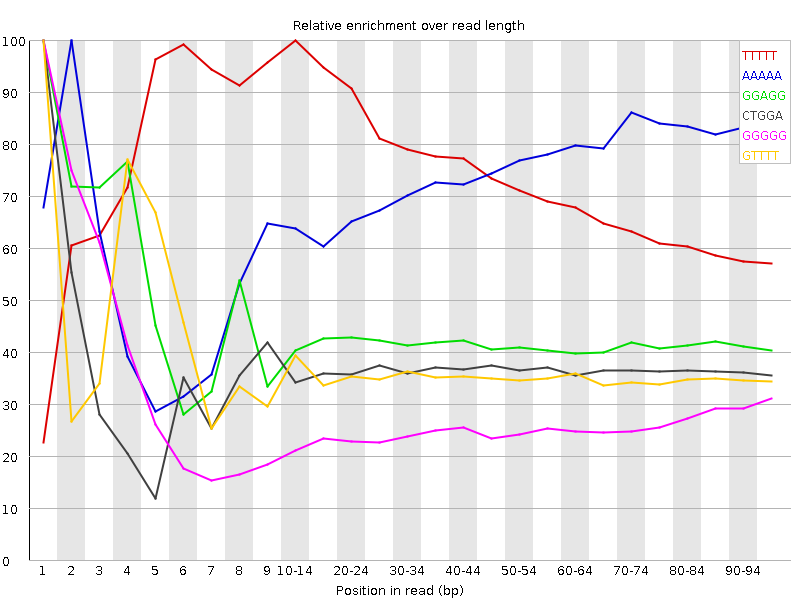 Relative enrichment over read length
100
90
80
70
60
50
40
30
20
10
0
TTTTT
AAAAA
GGAGG
CTGGA
GGGGG
GTTTT
1 2 3 4 5 6 7 8 9 10-14 20-24 30-34 40-44 50-54 60-64 70-74 80-84 90-94
Position in read (bp)